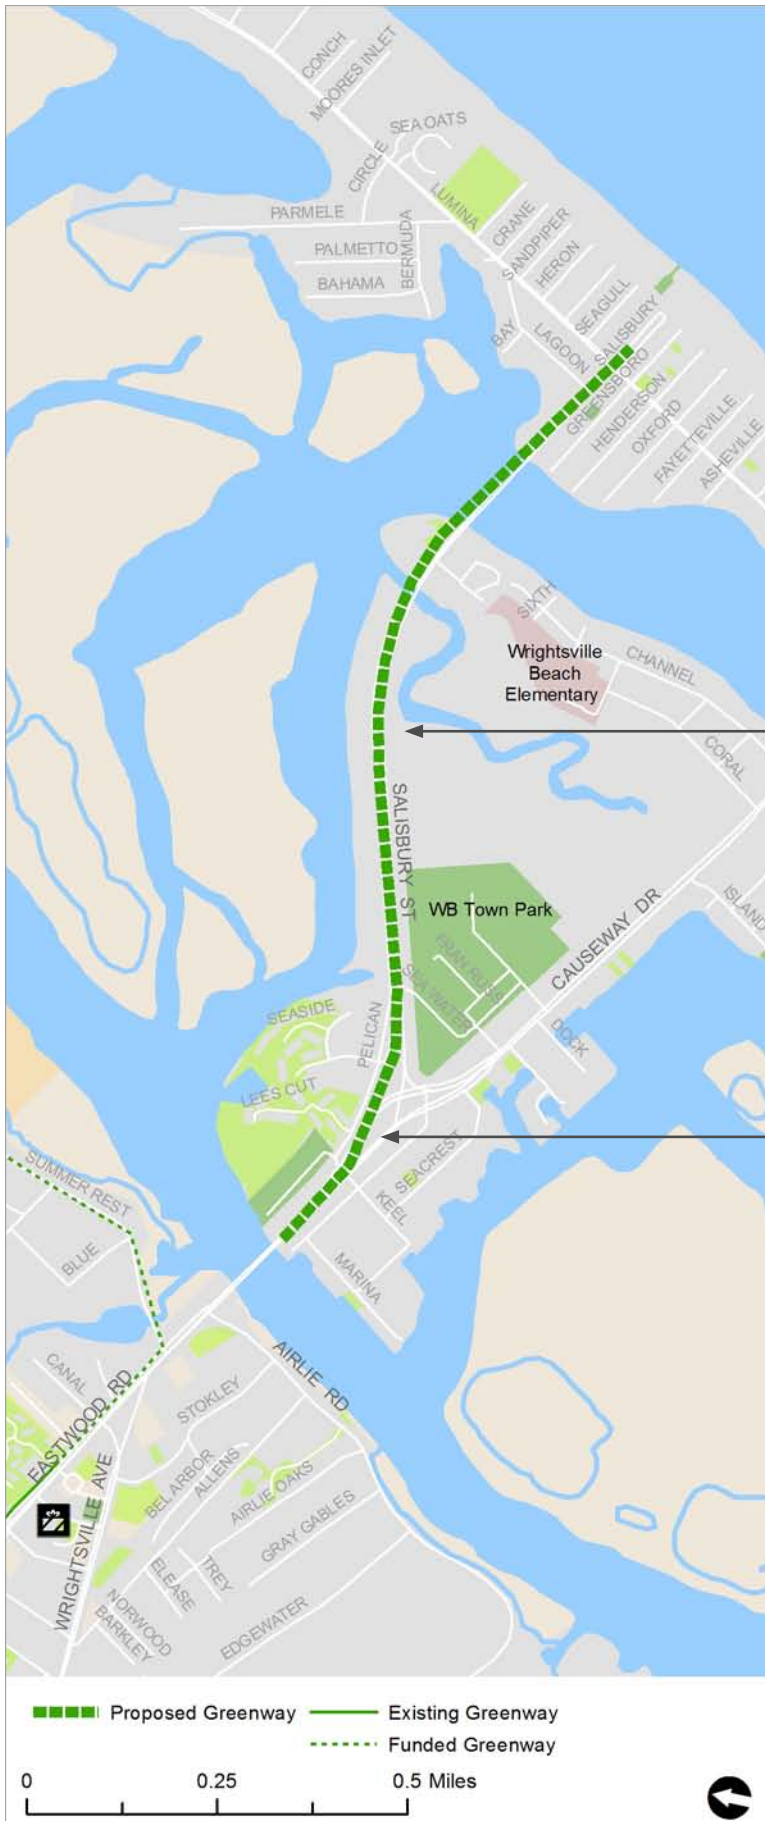 CONCH
MOORES INLET
SEA OATS
CIRCLE
LUMINA
PARMELE
CRANE
SANDPIPER
PALMETTO
BERMUDA
HERON
BAHAMA
SEAGULL
SALISBURY
BAY
LAGOON
GREENSBORO
HENDERSON
OXFORD
FAYETTEVILLE
ASHEVILLE
SIXTH
Wrightsville
Beach
Elementary
CHANNEL
CORAL
SALISBURY ST
WB Town Park
CAUSEWAY DR
ISLAND
FRAN RUSS
SEA WATER
SEASIDE
PELICAN
DOCK
LEES CUT
SEACREST
KEEL
SUMMER REST
BLUE
MARINA
AIRLIE RD
CANAL
EASTWOOD RD
STOKLEY
BEL ARBOR
ALLENS
AIRLIE OAKS
WRIGHTSVILLE AVE
GRAY GABLES
TREY
ELEASE
NORWOOD
BARKLEY
EDGEWATER
Proposed Greenway
Existing Greenway
Funded Greenway
0 0.25 0.5 Miles